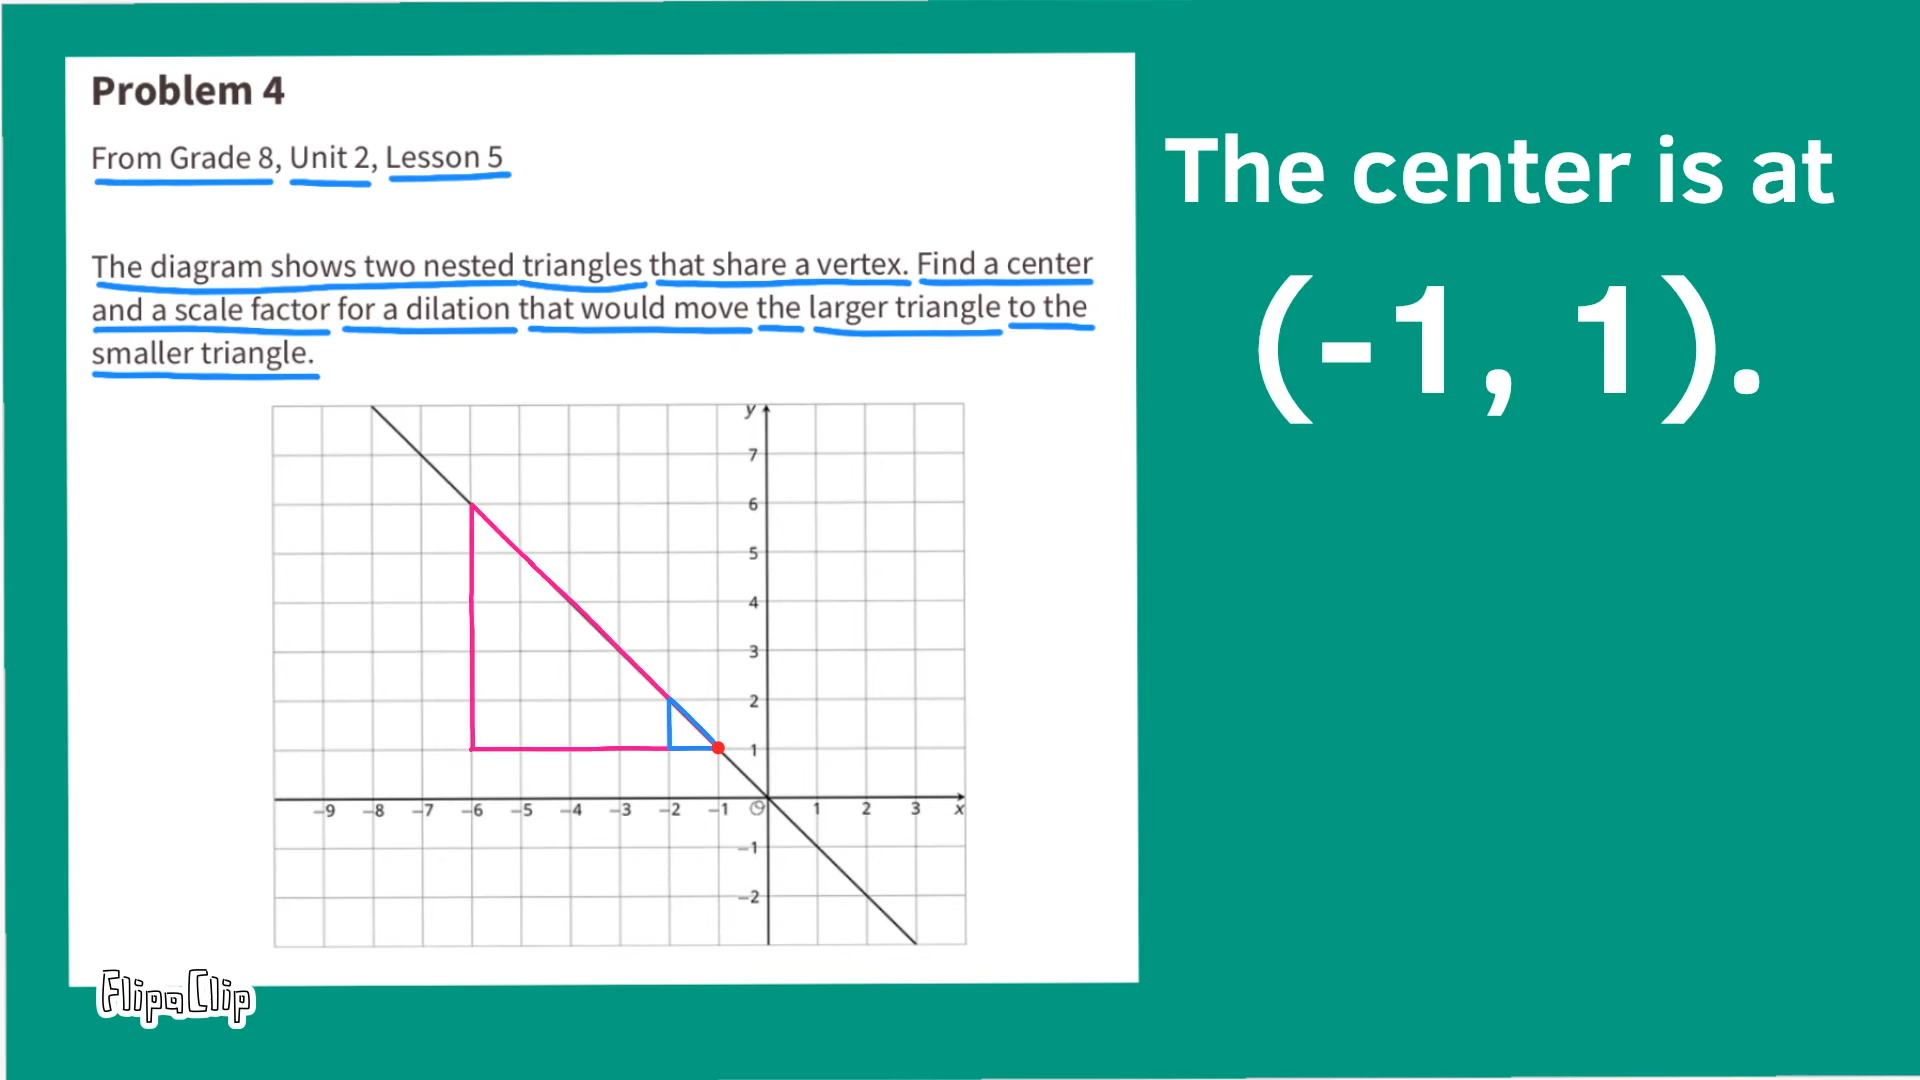 Problem 4
From Grade 8, Unit 2, Lesson 5
The diagram shows two nested triangles that share a vertex. Find a center
and a scale factor for a dilation that would move the larger triangle to the
smaller triangle.
The center is at
(-1, 1).
y
7
6
5
4
3
2
1
−9 −8 −7 −6 −5 −4 −3 −2 −1 O 1 2 3 x
−1
−2
FlipaClip